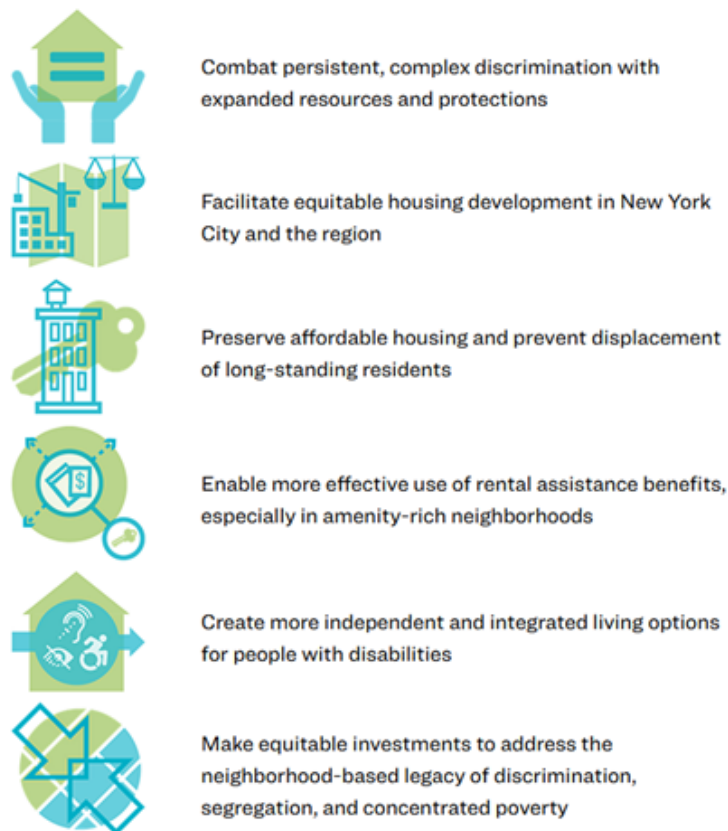 Combat persistent, complex discrimination with
expanded resources and protections
Facilitate equitable housing development in New York
City and the region
Preserve affordable housing and prevent displacement
of long-standing residents
$
Enable more effective use of rental assistance benefits,
especially in amenity-rich neighborhoods
Create more independent and integrated living options
for people with disabilities
Make equitable investments to address the
neighborhood-based legacy of discrimination,
segregation, and concentrated poverty